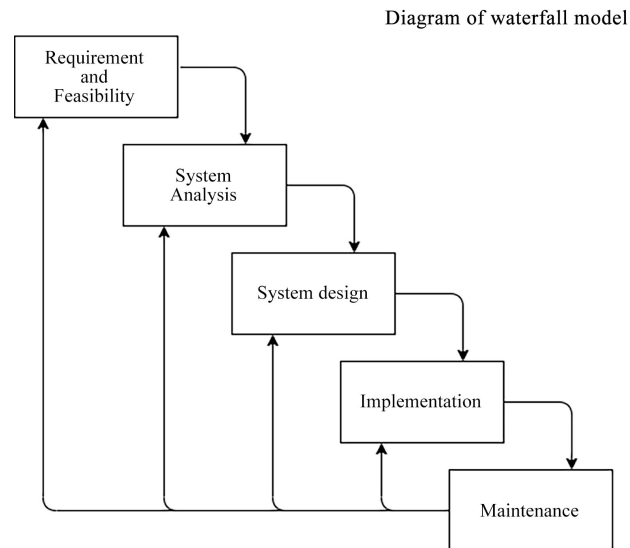 Diagram of waterfall model
Requirement
and
Feasibility
System
Analysis
System design
Implementation
Maintenance